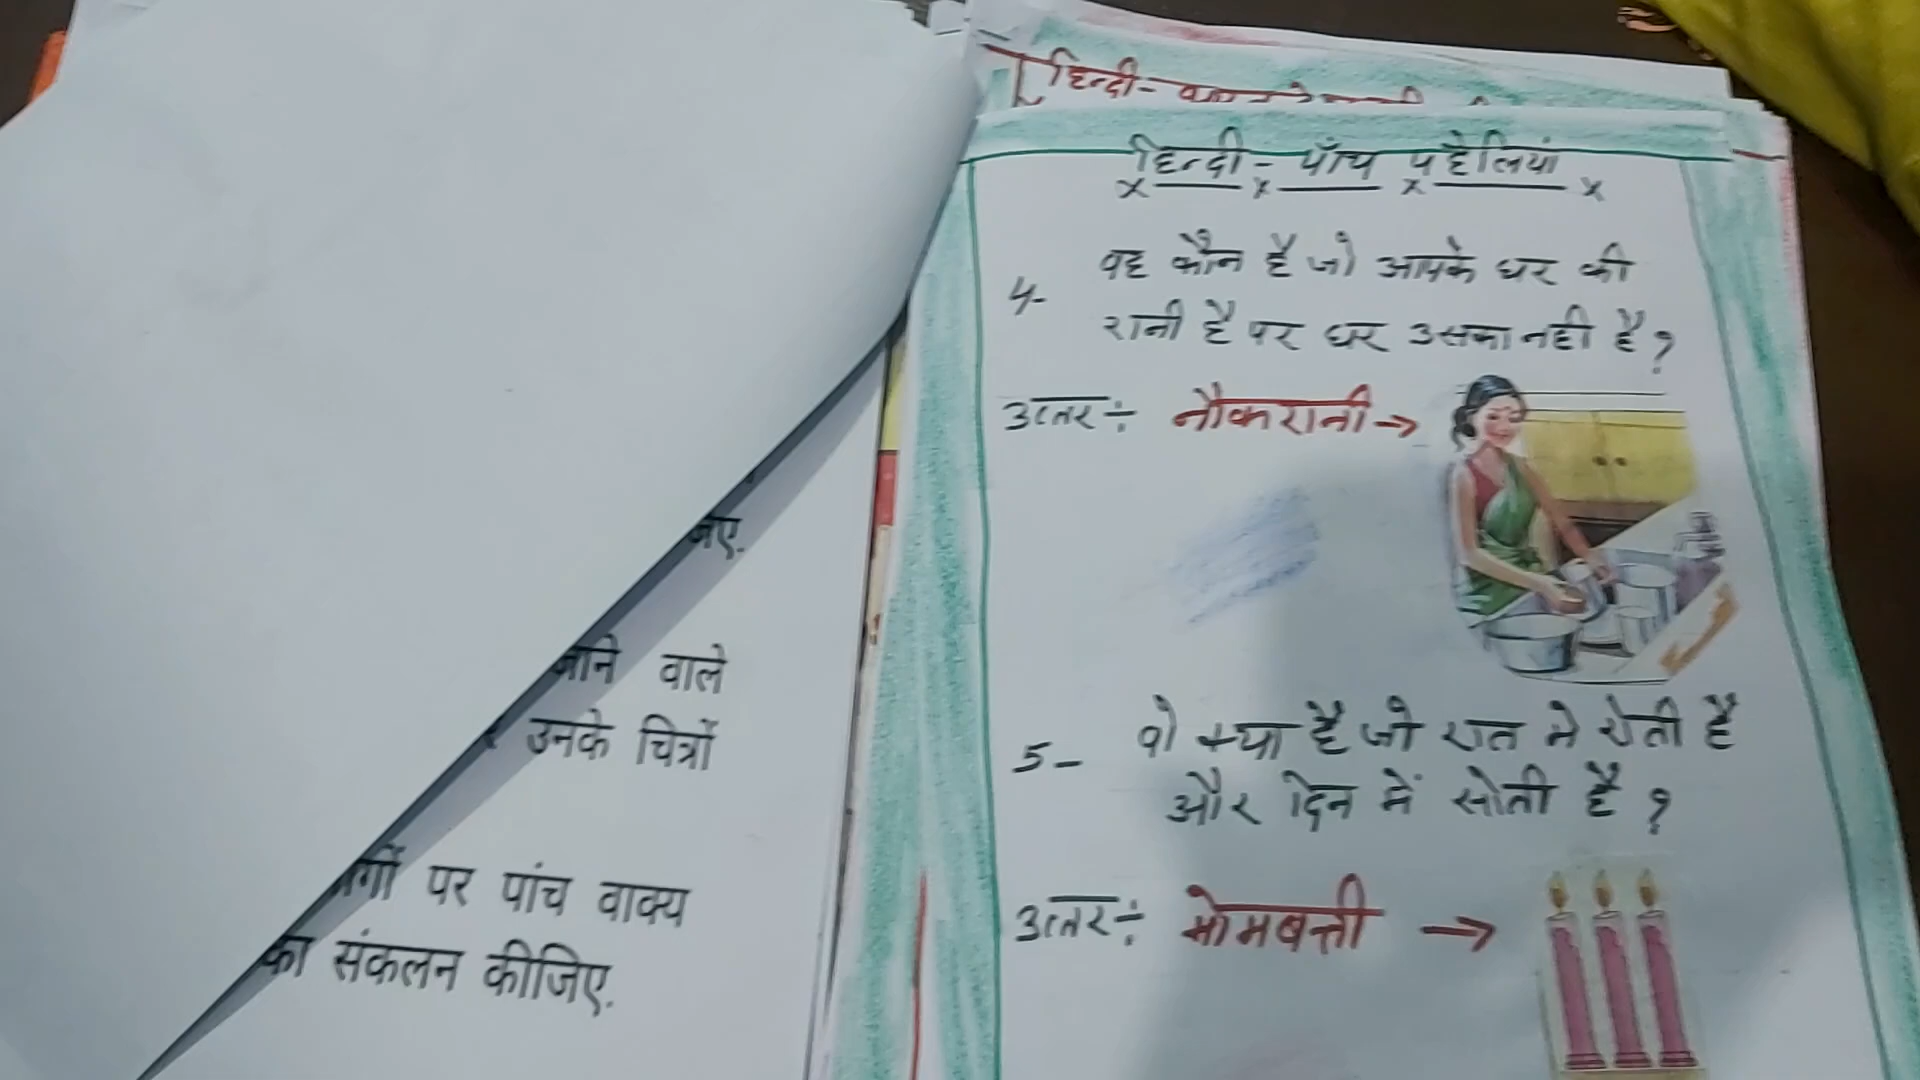 जिए.
जाने वाले
उनके चित्रों
पर पांच वाक्य
का संकलन कीजिए.
हिन्दी-
हिन्दी - पाँच पहेलियां
4- वह कौन है जो आपके घर की
रानी है पर घर उसका नही है?
उत्तर÷ नौकरानी→
5- वो क्या है जो रात मे रोती है
और दिन में सोती है?
उत्तर÷ मोमबत्ती →